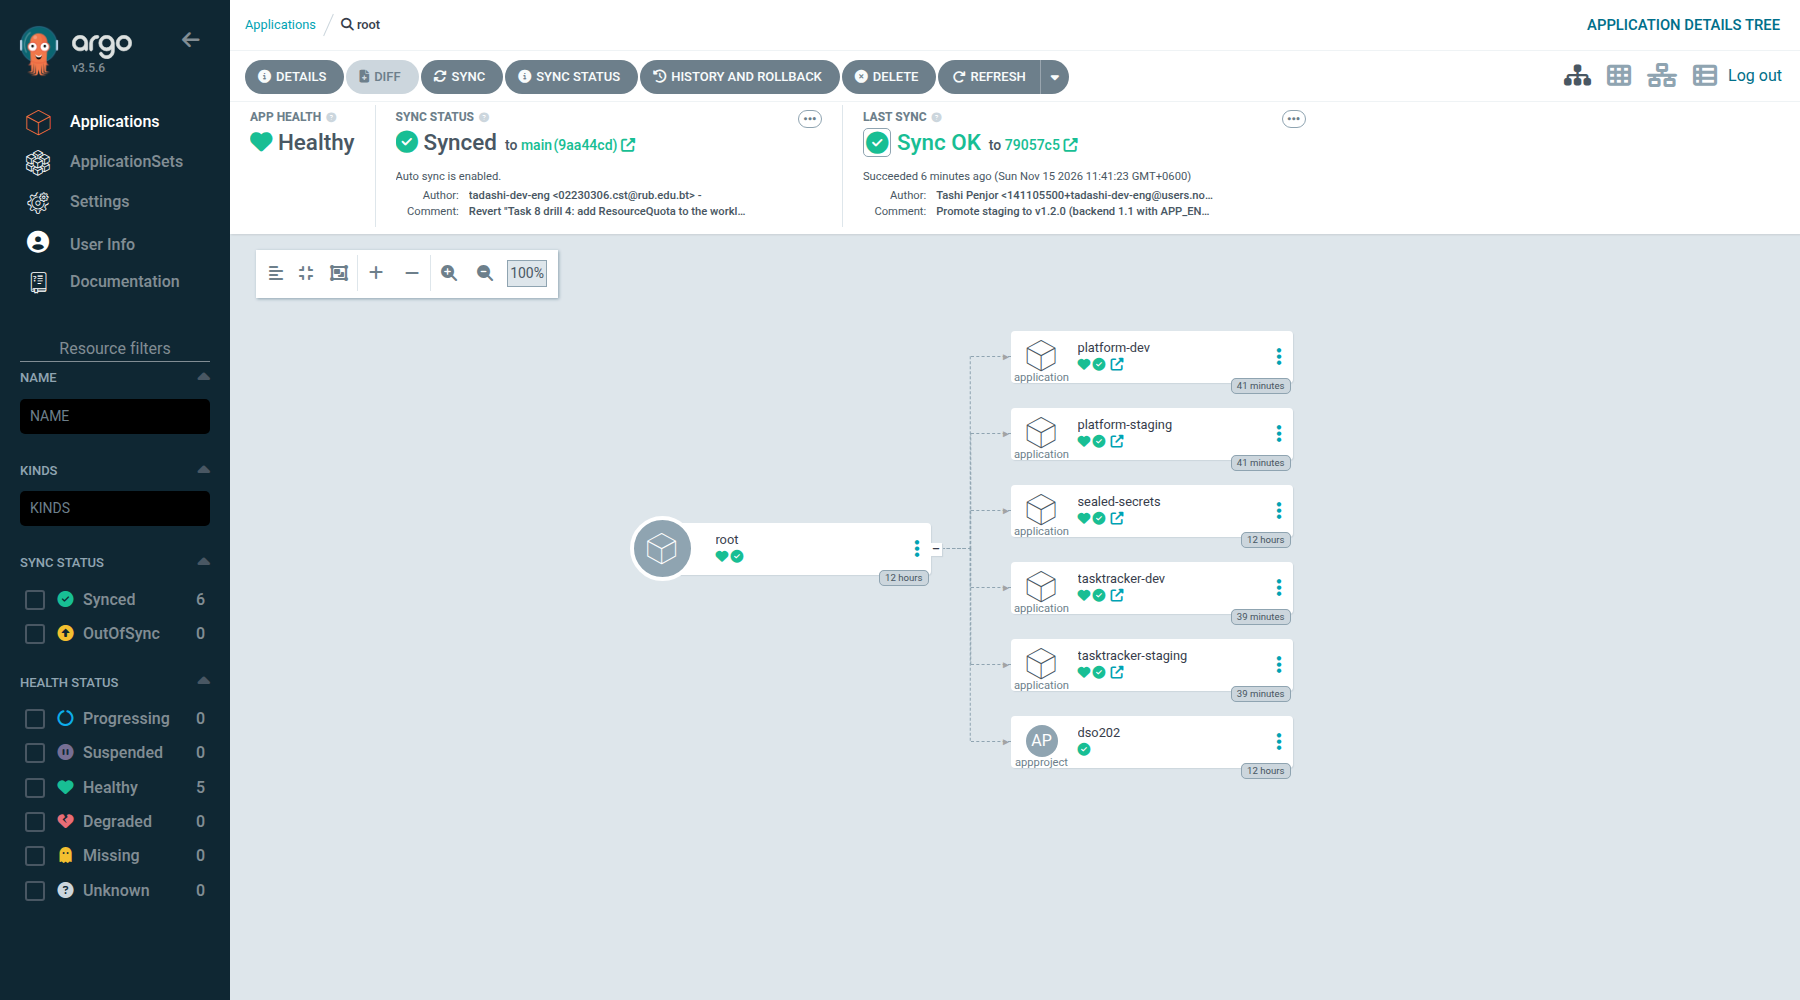 argo
v3.5.6
Applications
ApplicationSets
Settings
User Info
Documentation
Resource filters
NAME
NAME
KINDS
KINDS
SYNC STATUS
Synced 6
OutOfSync 0
HEALTH STATUS
Progressing 0
Suspended 0
Healthy 5
Degraded 0
Missing 0
Unknown 0
Applications / root
APPLICATION DETAILS TREE
DETAILS DIFF SYNC SYNC STATUS HISTORY AND ROLLBACK DELETE REFRESH
Log out
APP HEALTH
Healthy
SYNC STATUS
Synced to main (9aa44cd)
Auto sync is enabled.
Author: tadashi-dev-eng <02230306.cst@rub.edu.bt> -
Comment: Revert "Task 8 drill 4: add ResourceQuota to the workl...
LAST SYNC
Sync OK to 79057c5
Succeeded 6 minutes ago (Sun Nov 15 2026 11:41:23 GMT+0600)
Author: Tashi Penjor <141105500+tadashi-dev-eng@users.no...
Comment: Promote staging to v1.2.0 (backend 1.1 with APP_EN...
100%
root
12 hours
platform-dev
application
41 minutes
platform-staging
application
41 minutes
sealed-secrets
application
12 hours
tasktracker-dev
application
39 minutes
tasktracker-staging
application
39 minutes
AP
dso202
appproject
12 hours